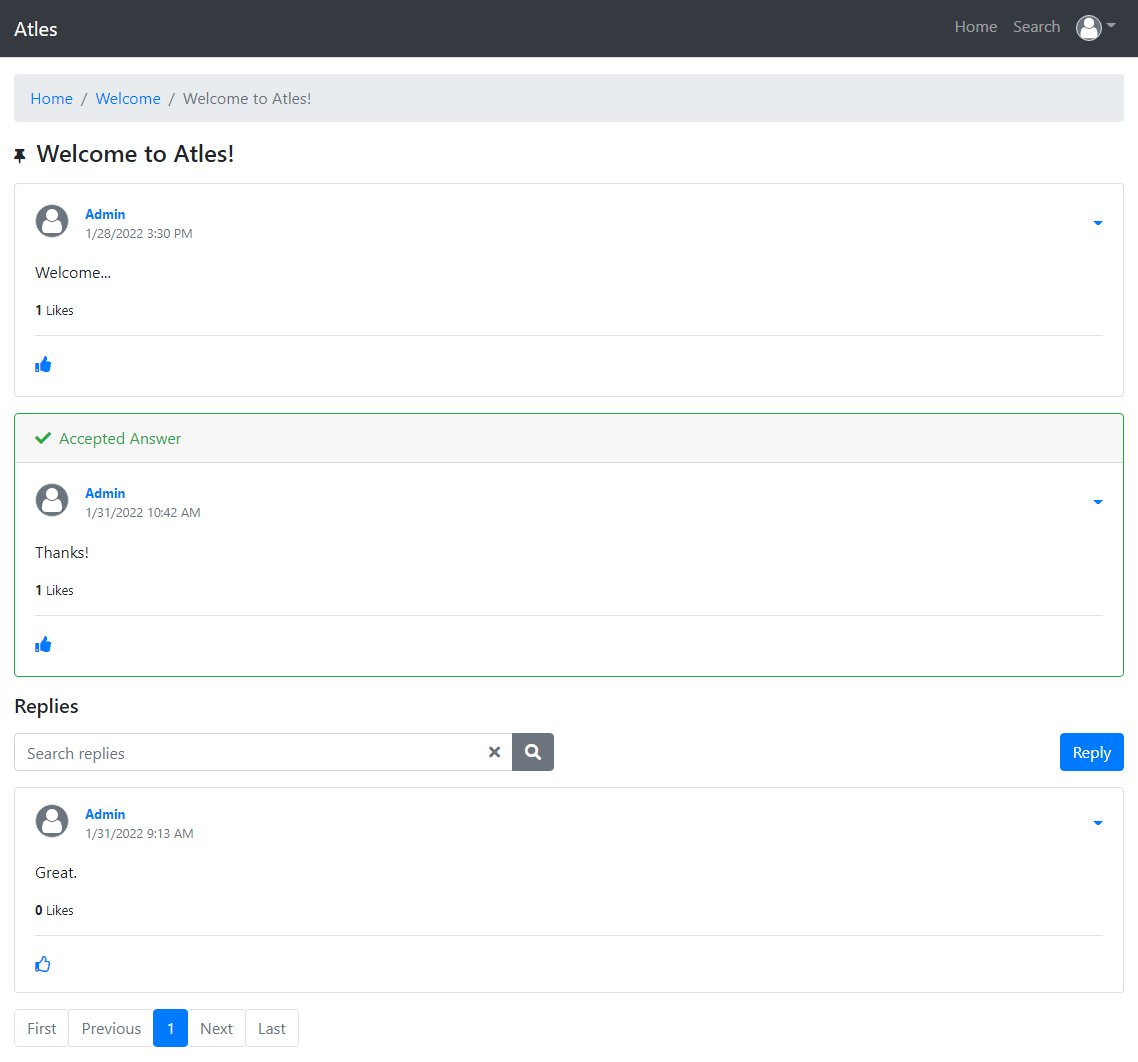 Atles
Home Search
Home / Welcome / Welcome to Atles!
Welcome to Atles!
Admin
1/28/2022 3:30 PM
Welcome...
1 Likes
Accepted Answer
Admin
1/31/2022 10:42 AM
Thanks!
1 Likes
Replies
Search replies
Reply
Admin
1/31/2022 9:13 AM
Great.
0 Likes
First Previous 1 Next Last